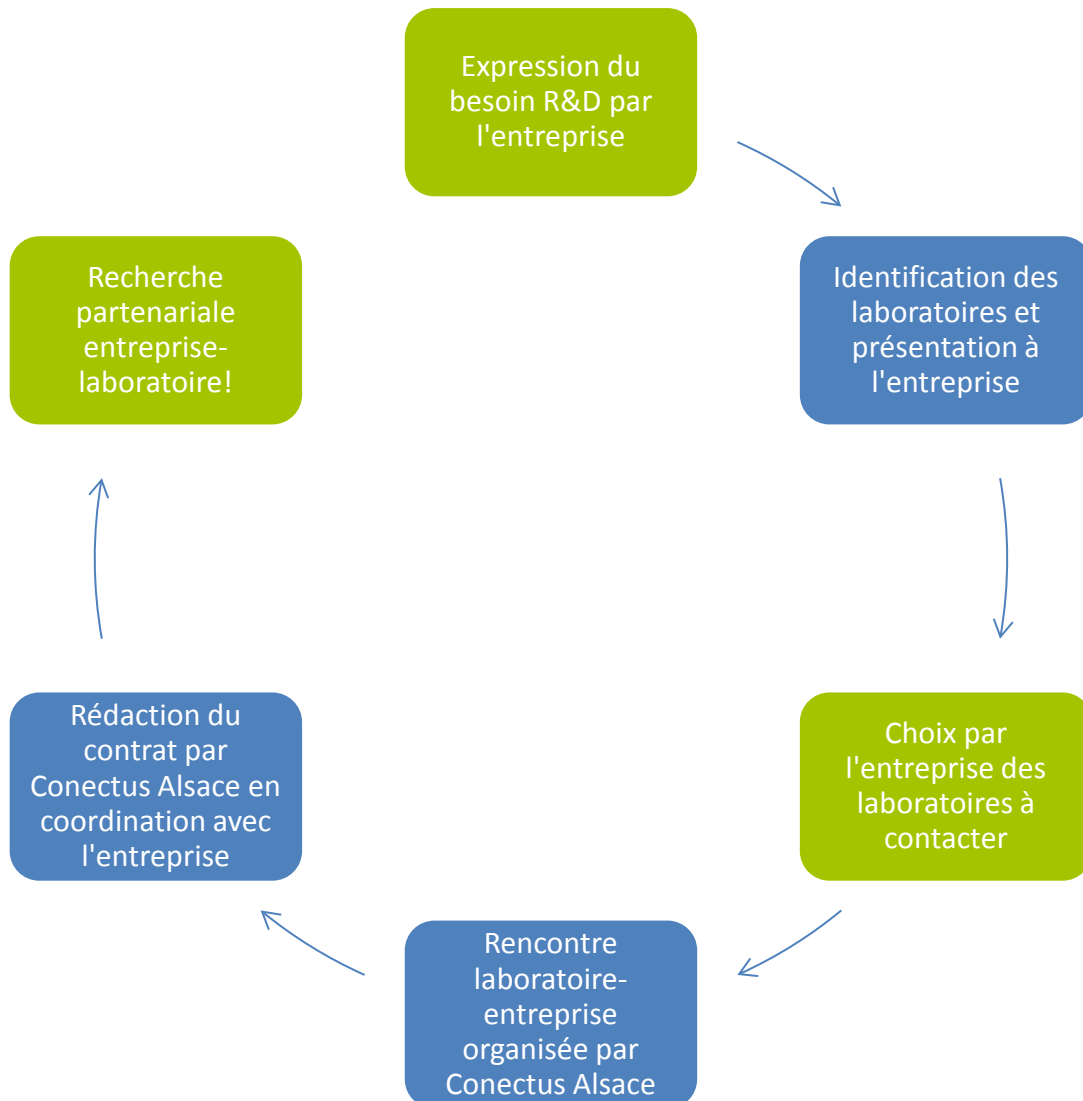 Expression du
besoin R&D par
l'entreprise
Identification des
laboratoires et
présentation à
l'entreprise
Choix par
l'entreprise des
laboratoires à
contacter
Rencontre
laboratoire-
entreprise
organisée par
Conectus Alsace
Rédaction du
contrat par
Conectus Alsace en
coordination avec
l'entreprise
Recherche
partenariale
entreprise-
laboratoire!